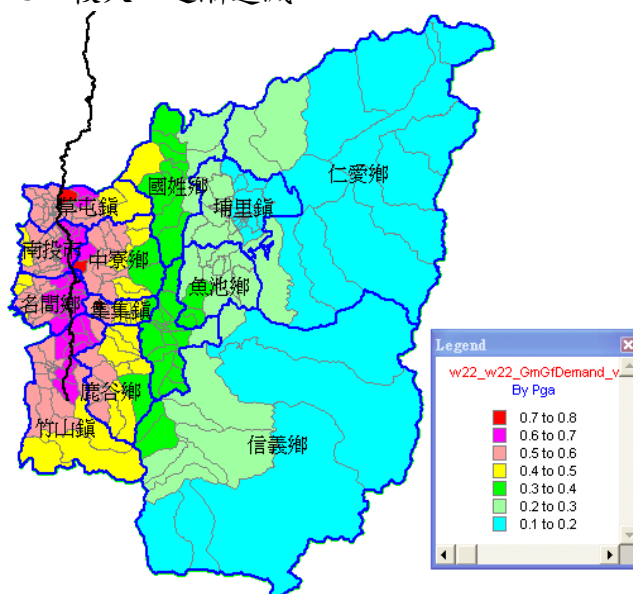 國姓鄉
仁愛鄉
埔里鎮
草屯鎮
南投市
中寮鄉
魚池鄉
名間鄉
集集鎮
鹿谷鄉
竹山鎮
信義鄉
Legend
w22_w22_GmGfDemand_v
By Pga
0.7 to 0.8
0.6 to 0.7
0.5 to 0.6
0.4 to 0.5
0.3 to 0.4
0.2 to 0.3
0.1 to 0.2